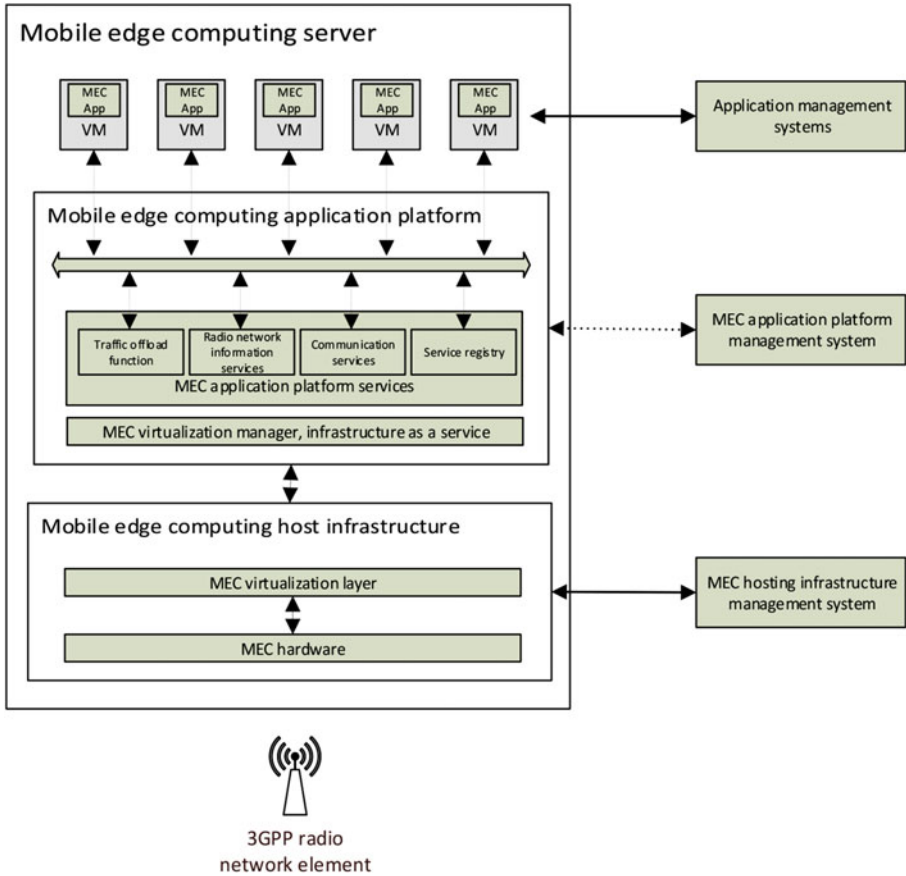 Mobile edge computing server
MEC
App
VM
MEC
App
VM
MEC
App
VM
MEC
App
VM
MEC
App
VM
Application management
systems
Mobile edge computing application platform
Traffic offload
function
Radio network
information
services
Communication
services
Service registry
MEC application platform services
MEC virtualization manager, infrastructure as a service
MEC application platform
management system
Mobile edge computing host infrastructure
MEC virtualization layer
MEC hardware
MEC hosting infrastructure
management system
3GPP radio
network element